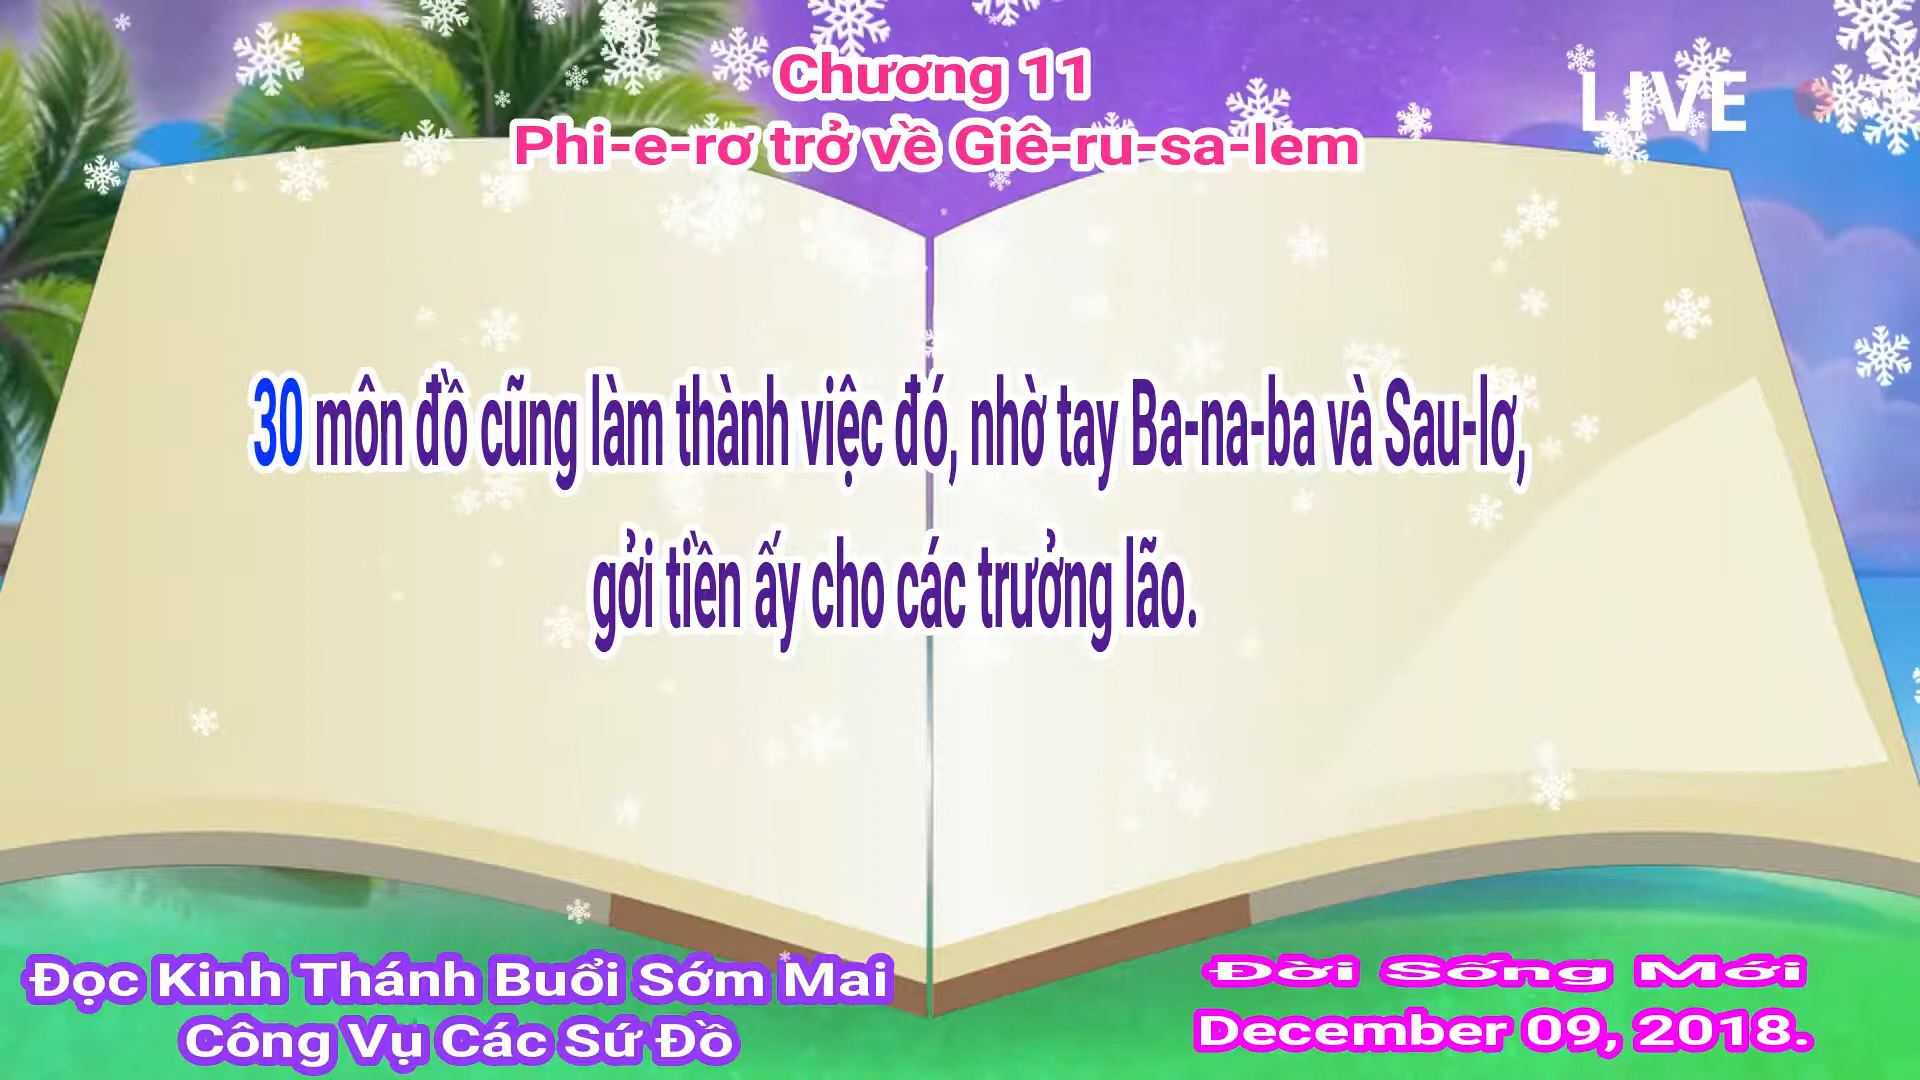 Chương 11
Phi-e-rơ trở về Giê-ru-sa-lem
LIVE
30 môn đồ cũng làm thành việc đó, nhờ tay Ba-na-ba và Sau-lơ,
gởi tiền ấy cho các trưởng lão.
Đọc Kinh Thánh Buổi Sớm Mai
Công Vụ Các Sứ Đồ
Đời Sống Mới
December 09, 2018.